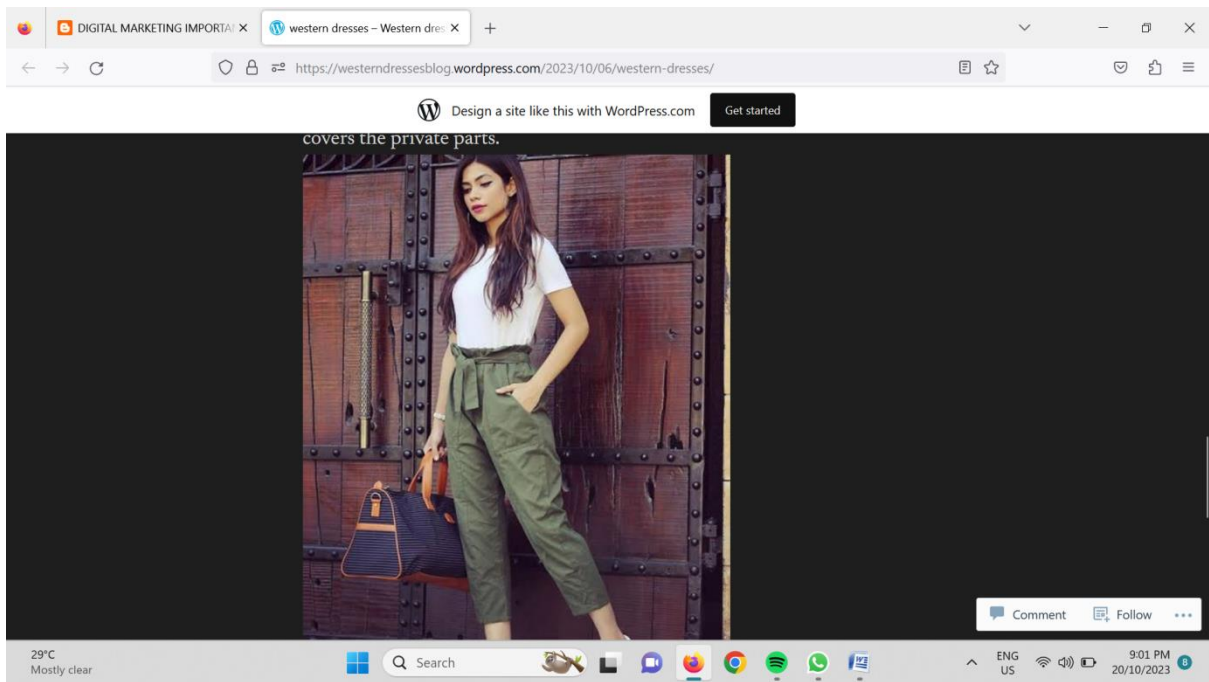 DIGITAL MARKETING IMPORTA
western dresses – Western dres
https://westerndressesblog.wordpress.com/2023/10/06/western-dresses/
Design a site like this with WordPress.com
Get started
covers the private parts.
Comment
Follow
29°C
Mostly clear
Search
ENG
US
9:01 PM
20/10/2023
8